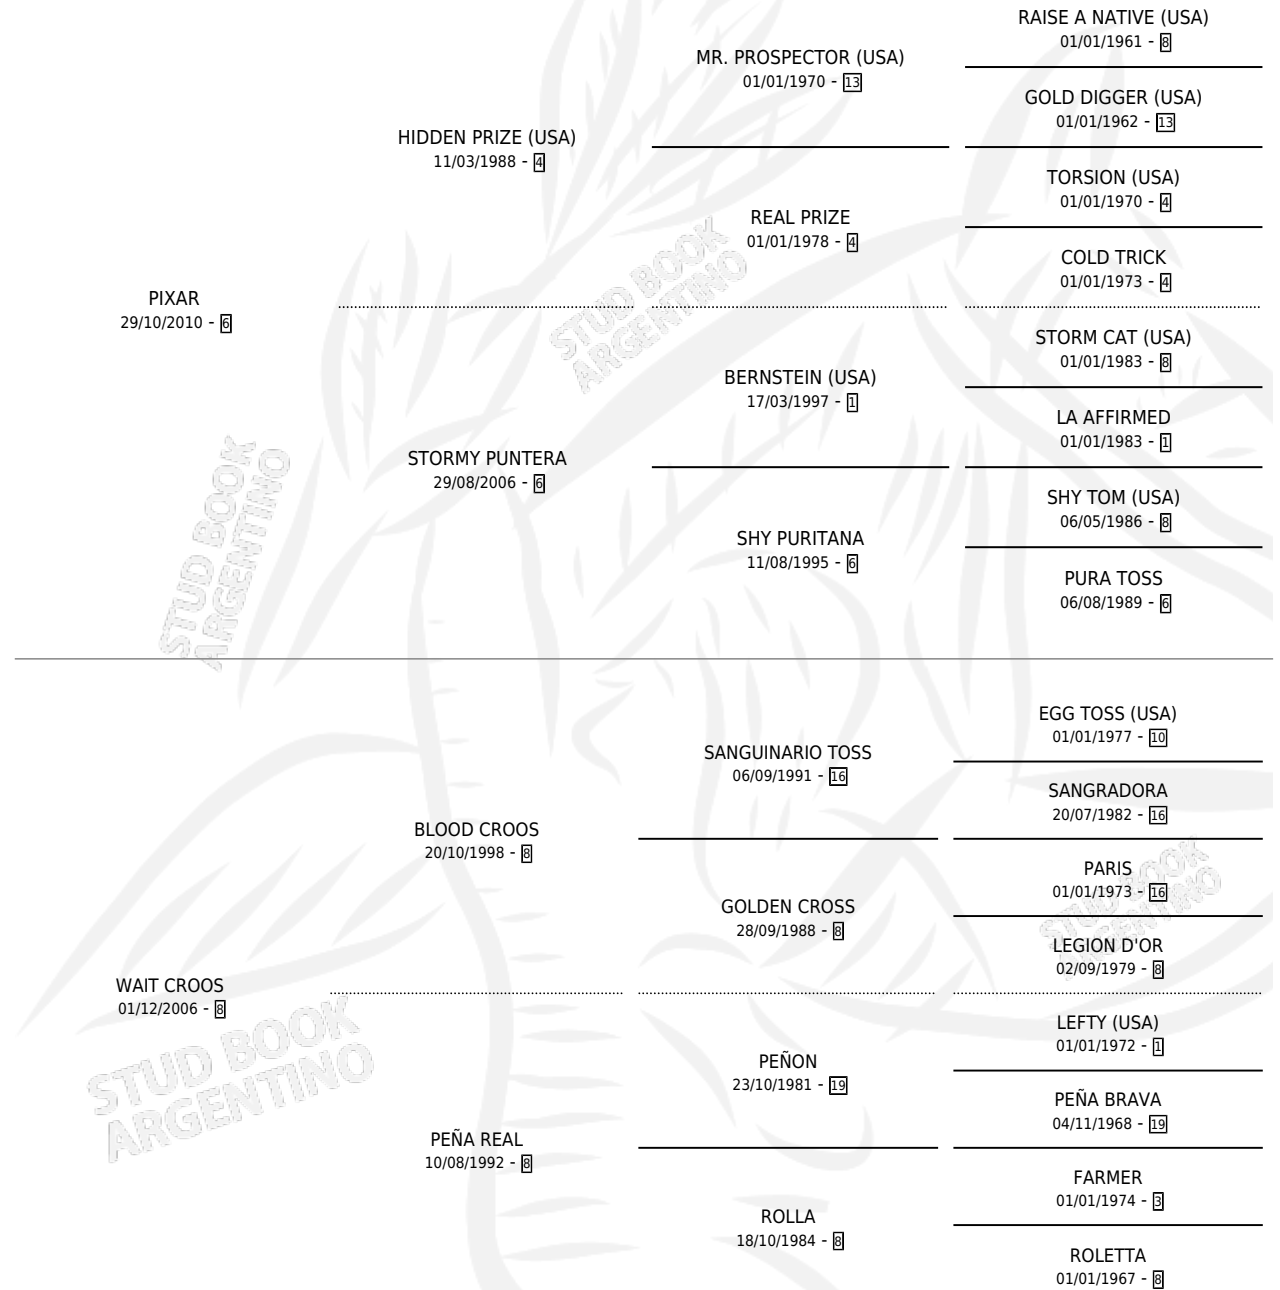 RAISE A NATIVE (USA)
01/01/1961 - 8
MR. PROSPECTOR (USA)
01/01/1970 - 13
GOLD DIGGER (USA)
01/01/1962 - 13
HIDDEN PRIZE (USA)
11/03/1988 - 4
TORSION (USA)
01/01/1970 - 4
REAL PRIZE
01/01/1978 - 4
COLD TRICK
01/01/1973 - 4
PIXAR
29/10/2010 - 6
STORM CAT (USA)
01/01/1983 - 8
BERNSTEIN (USA)
17/03/1997 - 1
LA AFFIRMED
01/01/1983 - 1
STORMY PUNTERA
29/08/2006 - 6
SHY TOM (USA)
06/05/1986 - 8
SHY PURITANA
11/08/1995 - 6
PURA TOSS
06/08/1989 - 6
EGG TOSS (USA)
01/01/1977 - 10
SANGUINARIO TOSS
06/09/1991 - 16
SANGRADORA
20/07/1982 - 16
BLOOD CROOS
20/10/1998 - 8
PARIS
01/01/1973 - 16
GOLDEN CROSS
28/09/1988 - 8
LEGION D'OR
02/09/1979 - 8
WAIT CROOS
01/12/2006 - 8
LEFTY (USA)
01/01/1972 - 1
PEÑON
23/10/1981 - 19
PEÑA BRAVA
04/11/1968 - 19
PEÑA REAL
10/08/1992 - 8
FARMER
01/01/1974 - 3
ROLLA
18/10/1984 - 8
ROLETTA
01/01/1967 - 8
STUD BOOK
ARGENTINO
STUD BOOK
ARGENTINO
STUD BOOK
ARGENTINO
STUD BOOK
ARGENTINO